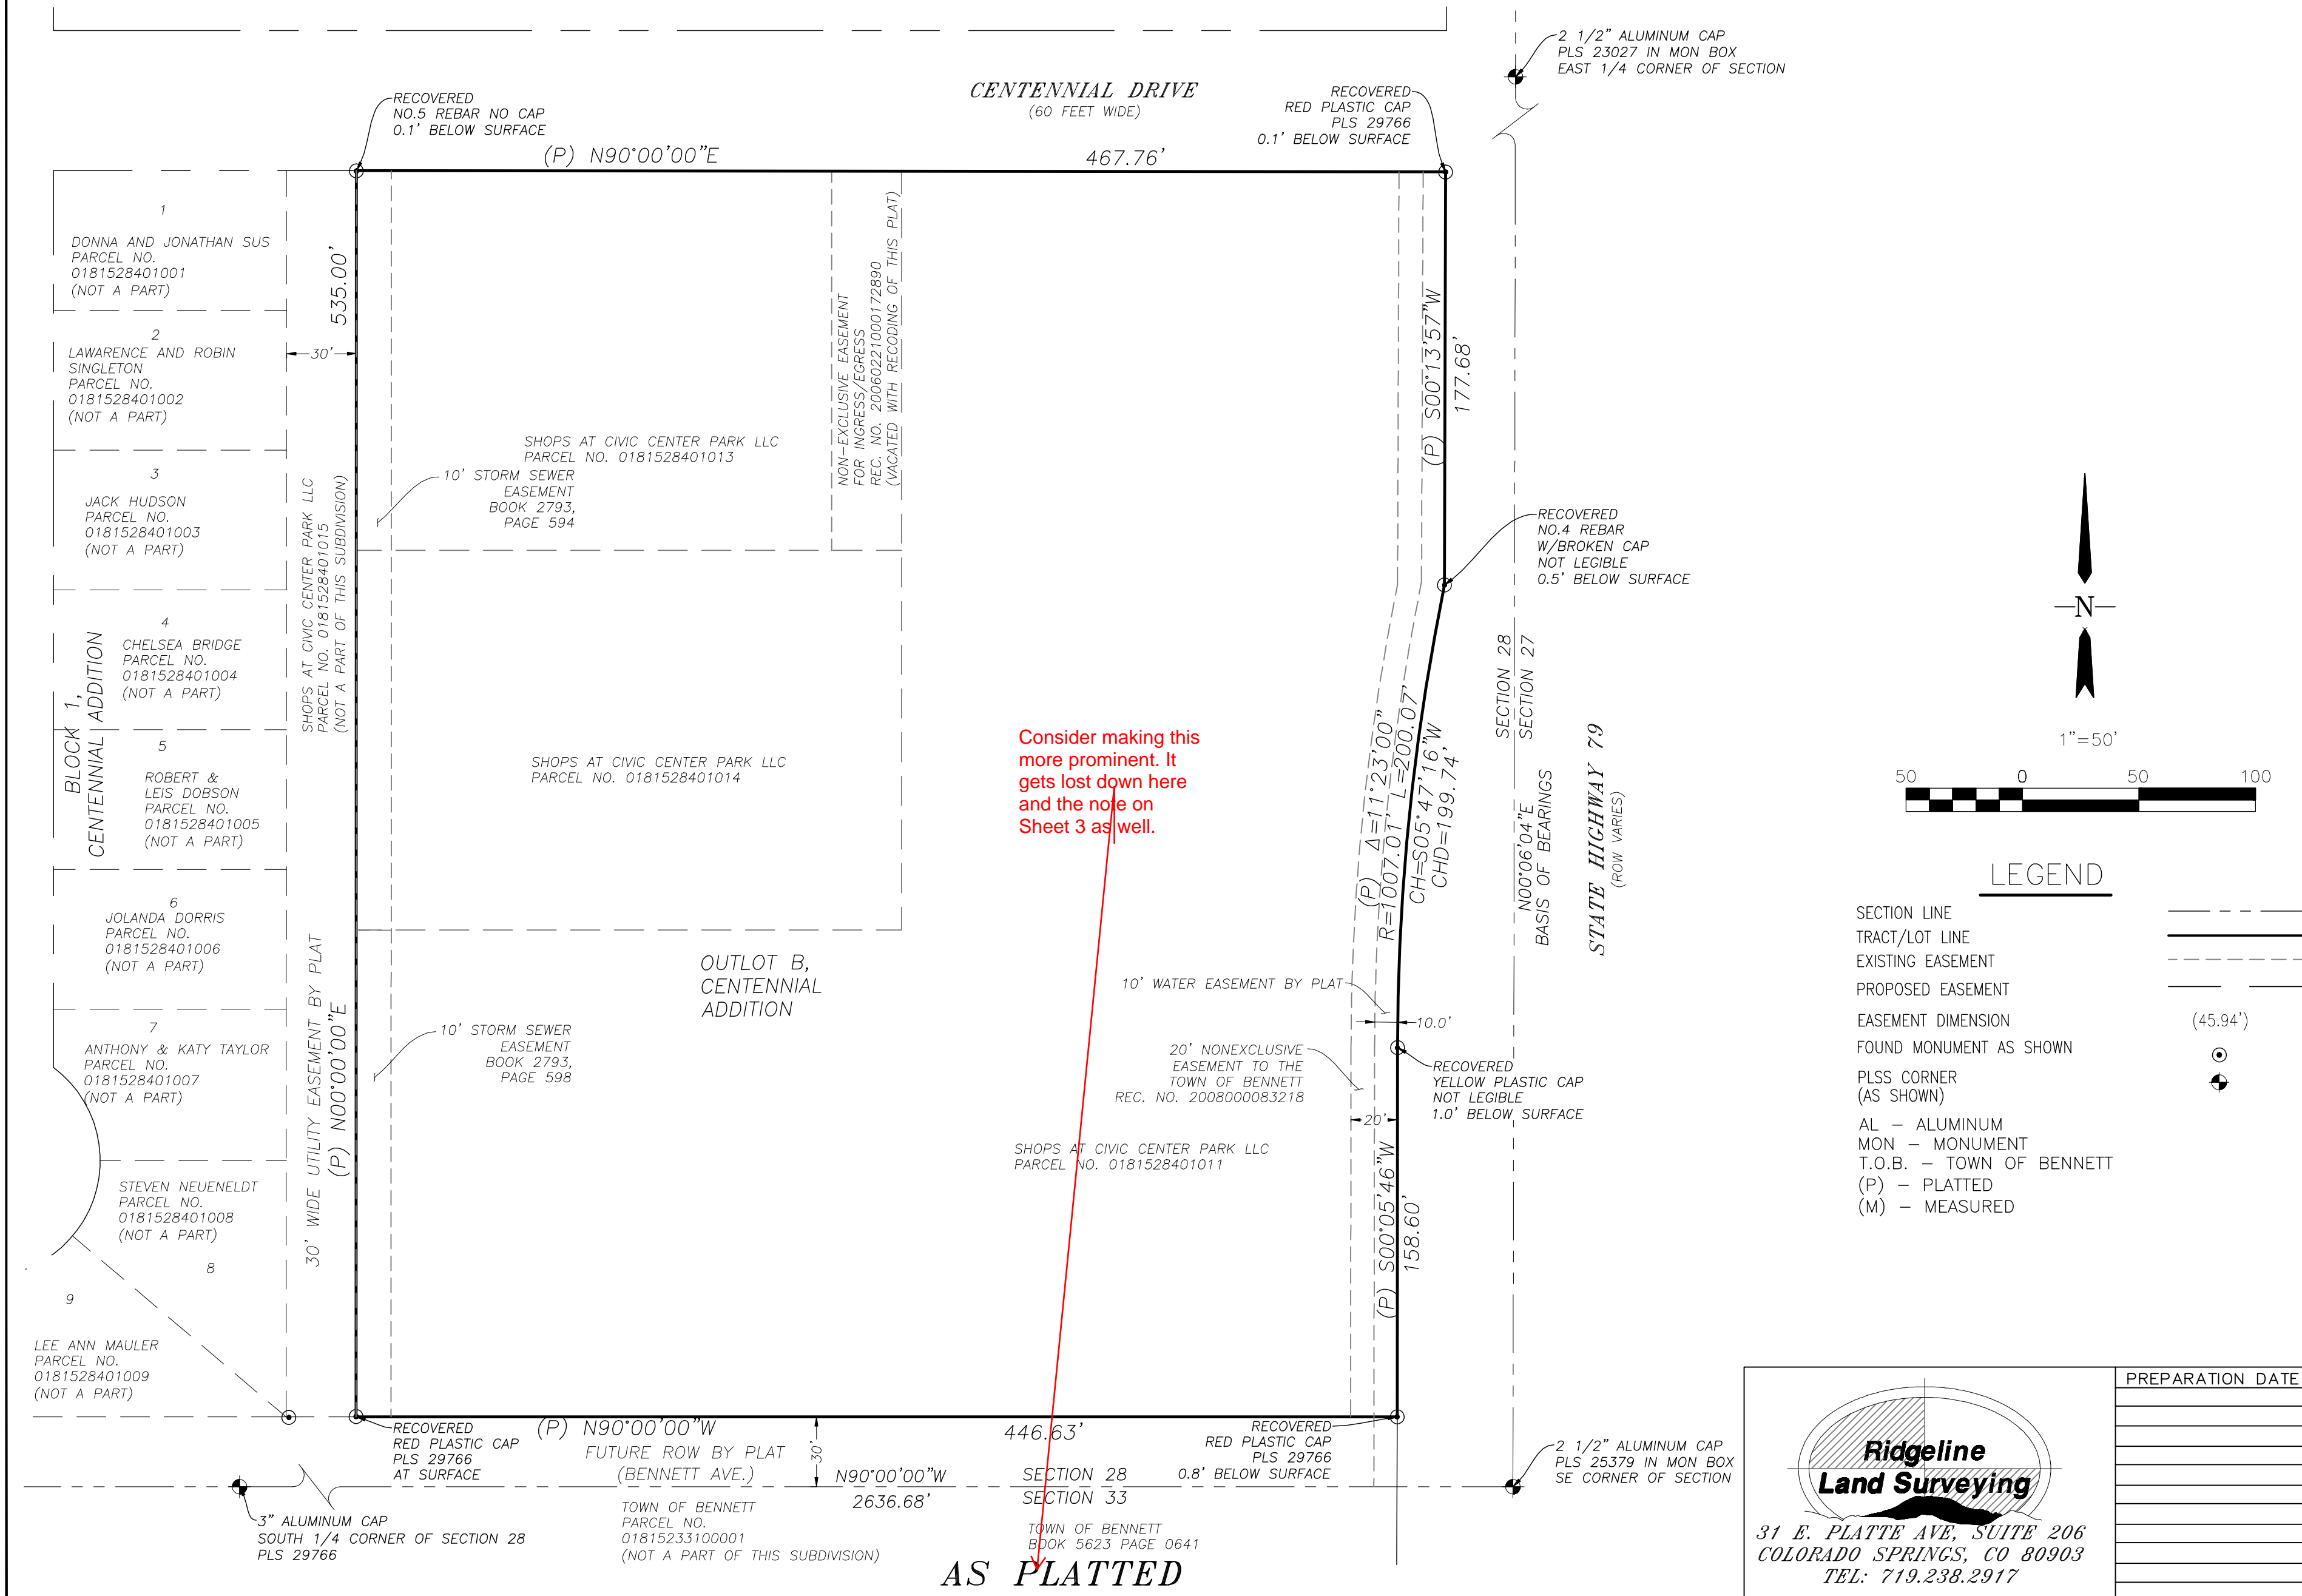 2 1/2" ALUMINUM CAP
PLS 23027 IN MON BOX
EAST 1/4 CORNER OF SECTION
CENTENNIAL DRIVE
(60 FEET WIDE)
RECOVERED
NO.5 REBAR NO CAP
0.1' BELOW SURFACE
RECOVERED
RED PLASTIC CAP
PLS 29766
0.1' BELOW SURFACE
(P) N90°00'00"E
467.76'
1
DONNA AND JONATHAN SUS
PARCEL NO.
0181528401001
(NOT A PART)
2
LAWARENCE AND ROBIN
SINGLETON
PARCEL NO.
0181528401002
(NOT A PART)
3
JACK HUDSON
PARCEL NO.
0181528401003
(NOT A PART)
4
CHELSEA BRIDGE
PARCEL NO.
0181528401004
(NOT A PART)
BLOCK 1,
CENTENNIAL ADDITION
5
ROBERT &
LEIS DOBSON
PARCEL NO.
0181528401005
(NOT A PART)
6
JOLANDA DORRIS
PARCEL NO.
0181528401006
(NOT A PART)
7
ANTHONY & KATY TAYLOR
PARCEL NO.
0181528401007
(NOT A PART)
STEVEN NEUENELDT
PARCEL NO.
0181528401008
(NOT A PART)
8
9
LEE ANN MAULER
PARCEL NO.
0181528401009
(NOT A PART)
535.00'
30'
SHOPS AT CIVIC CENTER PARK LLC
PARCEL NO. 0181528401015
(NOT A PART OF THIS SUBDIVISION)
30' WIDE UTILITY EASEMENT BY PLAT
(P) N00°00'00"E
NON-EXCLUSIVE EASEMENT
FOR INGRESS/EGRESS
REC. NO. 20060221000172890
(VACATED WITH RECODING OF THIS PLAT)
SHOPS AT CIVIC CENTER PARK LLC
PARCEL NO. 0181528401013
10' STORM SEWER
EASEMENT
BOOK 2793,
PAGE 594
SHOPS AT CIVIC CENTER PARK LLC
PARCEL NO. 0181528401014
OUTLOT B,
CENTENNIAL
ADDITION
10' STORM SEWER
EASEMENT
BOOK 2793,
PAGE 598
Consider making this
more prominent. It
gets lost down here
and the note on
Sheet 3 as well.
(P) S00°13'57"W
177.68'
RECOVERED
NO.4 REBAR
W/BROKEN CAP
NOT LEGIBLE
0.5' BELOW SURFACE
(P) Δ=11°23'00"
R=1007.01' L=200.07'
CH=S05°47'16"W
CHD=199.74'
SECTION 28
SECTION 27
N00°06'04"E
BASIS OF BEARINGS
STATE HIGHWAY 79
(ROW VARIES)
10' WATER EASEMENT BY PLAT
10.0'
20' NONEXCLUSIVE
EASEMENT TO THE
TOWN OF BENNETT
REC. NO. 2008000083218
20'
RECOVERED
YELLOW PLASTIC CAP
NOT LEGIBLE
1.0' BELOW SURFACE
SHOPS AT CIVIC CENTER PARK LLC
PARCEL NO. 0181528401011
(P) S00°05'46"W
158.60'
RECOVERED
RED PLASTIC CAP
PLS 29766
AT SURFACE
(P) N90°00'00"W
446.63'
FUTURE ROW BY PLAT
(BENNETT AVE.)
30'
RECOVERED
RED PLASTIC CAP
PLS 29766
0.8' BELOW SURFACE
N90°00'00"W
2636.68'
SECTION 28
SECTION 33
2 1/2" ALUMINUM CAP
PLS 25379 IN MON BOX
SE CORNER OF SECTION
3" ALUMINUM CAP
SOUTH 1/4 CORNER OF SECTION 28
PLS 29766
TOWN OF BENNETT
PARCEL NO.
01815233100001
(NOT A PART OF THIS SUBDIVISION)
TOWN OF BENNETT
BOOK 5623 PAGE 0641
AS PLATTED
N
1"=50'
50 0 50 100
LEGEND
SECTION LINE
TRACT/LOT LINE
EXISTING EASEMENT
PROPOSED EASEMENT
EASEMENT DIMENSION (45.94')
FOUND MONUMENT AS SHOWN
PLSS CORNER
(AS SHOWN)
AL – ALUMINUM
MON – MONUMENT
T.O.B. – TOWN OF BENNETT
(P) – PLATTED
(M) – MEASURED
PREPARATION DATE
Ridgeline
Land Surveying
31 E. PLATTE AVE, SUITE 206
COLORADO SPRINGS, CO 80903
TEL: 719.238.2917